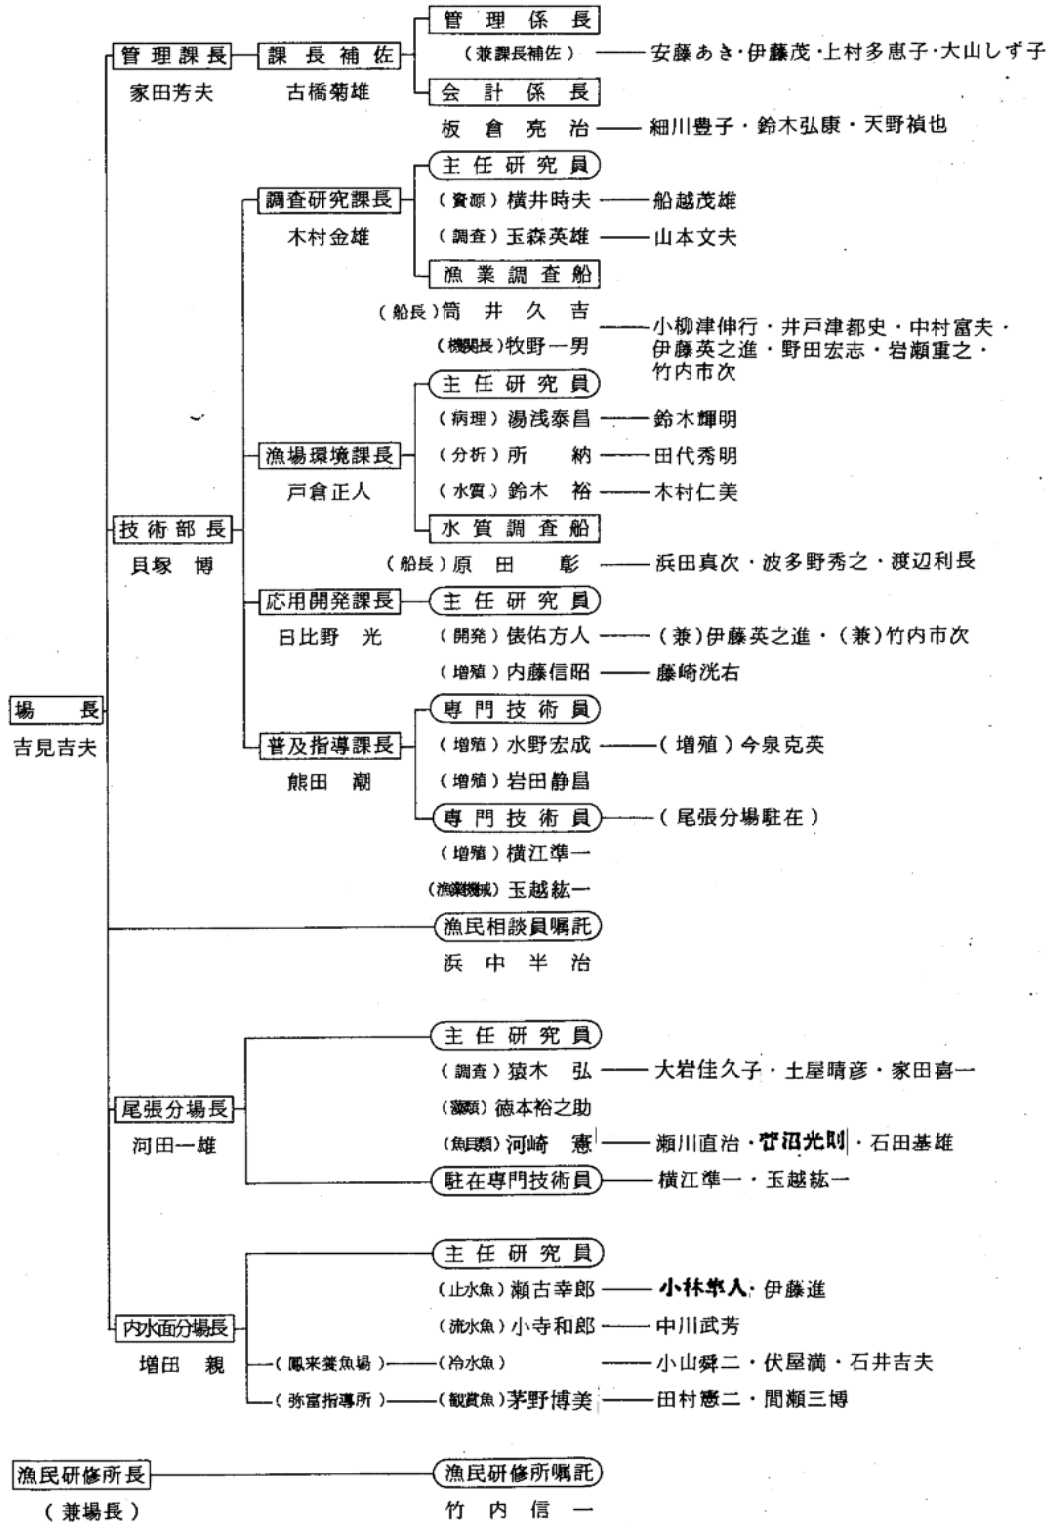 管理係長
管理課長 課長補佐 (兼課長補佐) 安藤あき・伊藤茂・上村多恵子・大山しず子
家田芳夫 古橋菊雄 会計係長
板倉亮治 細川豊子・鈴木弘康・天野禎也
主任研究員
調査研究課長 (資源) 横井時夫 船越茂雄
木村金雄 (調査) 玉森英雄 山本文夫
漁業調査船
(船長) 筒井久吉
小柳津伸行・井戸津都史・中村富夫・
(機関長) 牧野一男 伊藤英之進・野田宏志・岩瀬重之・
竹内市次
主任研究員
(病理) 湯浅泰昌 鈴木輝明
漁場環境課長 (分析) 所納 田代秀明
戸倉正人 (水質) 鈴木裕 木村仁美
技術部長 水質調査船
貝塚博 (船長) 原田彰 浜田真次・波多野秀之・渡辺利長
応用開発課長 主任研究員
日比野光 (開発) 俵佑方人 (兼)伊藤英之進・(兼)竹内市次
(増殖) 内藤信昭 藤崎洸右
場長 専門技術員
吉見吉夫 普及指導課長 (増殖) 水野宏成 (増殖) 今泉克英
熊田潮 (増殖) 岩田静昌
専門技術員 (尾張分場駐在)
(増殖) 横江準一
(漁業機械) 玉越紘一
漁民相談員嘱託
浜中半治
主任研究員
(調査) 猿木弘 大岩佳久子・土屋晴彦・家田喜一
尾張分場長 (藻類) 徳本裕之助
河田一雄 (魚貝類) 河崎憲 瀬川直治・菅沼光則・石田基雄
駐在専門技術員 横江準一・玉越紘一
主任研究員
(止水魚) 瀬古幸郎 小林隼人・伊藤進
内水面分場長 (流水魚) 小寺和郎 中川武芳
増田親 (鳳来養魚場) (冷水魚) 小山舜二・伏屋満・石井吉夫
(弥富指導所) (観賞魚) 茅野博美 田村憲二・間瀬三博
漁民研修所長 漁民研修所嘱託
(兼場長) 竹内信一